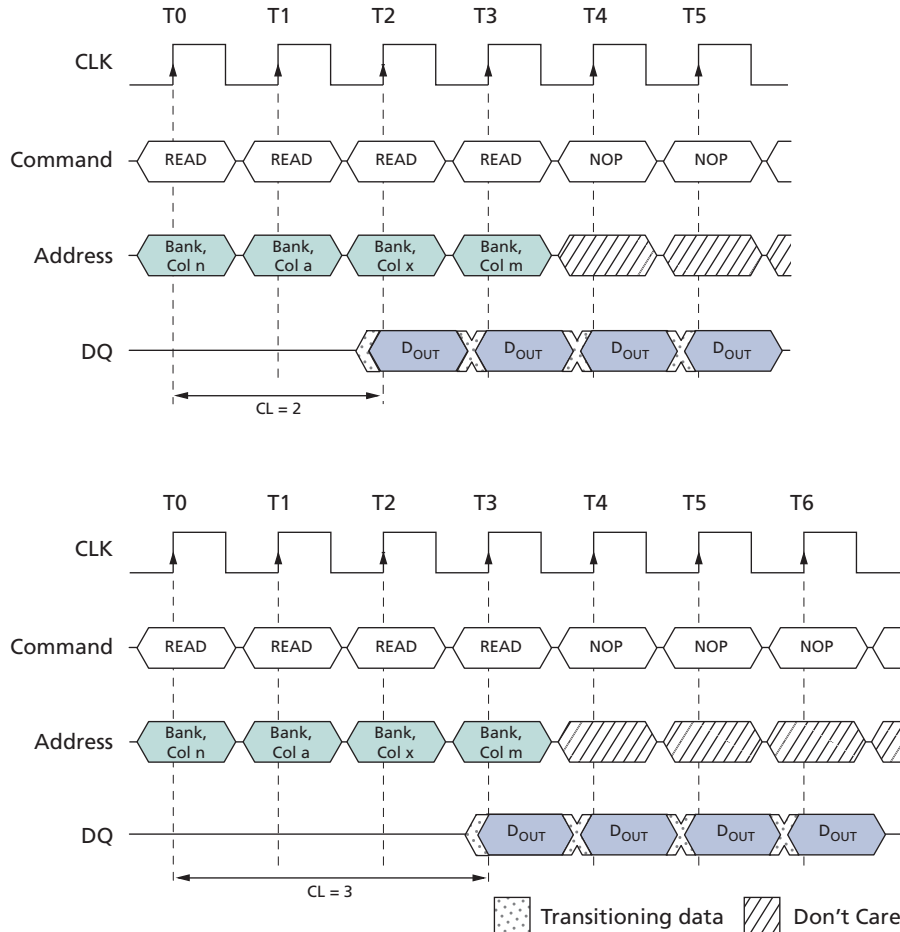 T0 T1 T2 T3 T4 T5
CLK
Command READ READ READ READ NOP NOP
Address Bank, Bank, Bank, Bank,
Col n Col a Col x Col m
DQ DOUT DOUT DOUT DOUT
CL = 2
T0 T1 T2 T3 T4 T5 T6
CLK
Command READ READ READ READ NOP NOP NOP
Address Bank, Bank, Bank, Bank,
Col n Col a Col x Col m
DQ DOUT DOUT DOUT DOUT
CL = 3
Transitioning data Don't Care